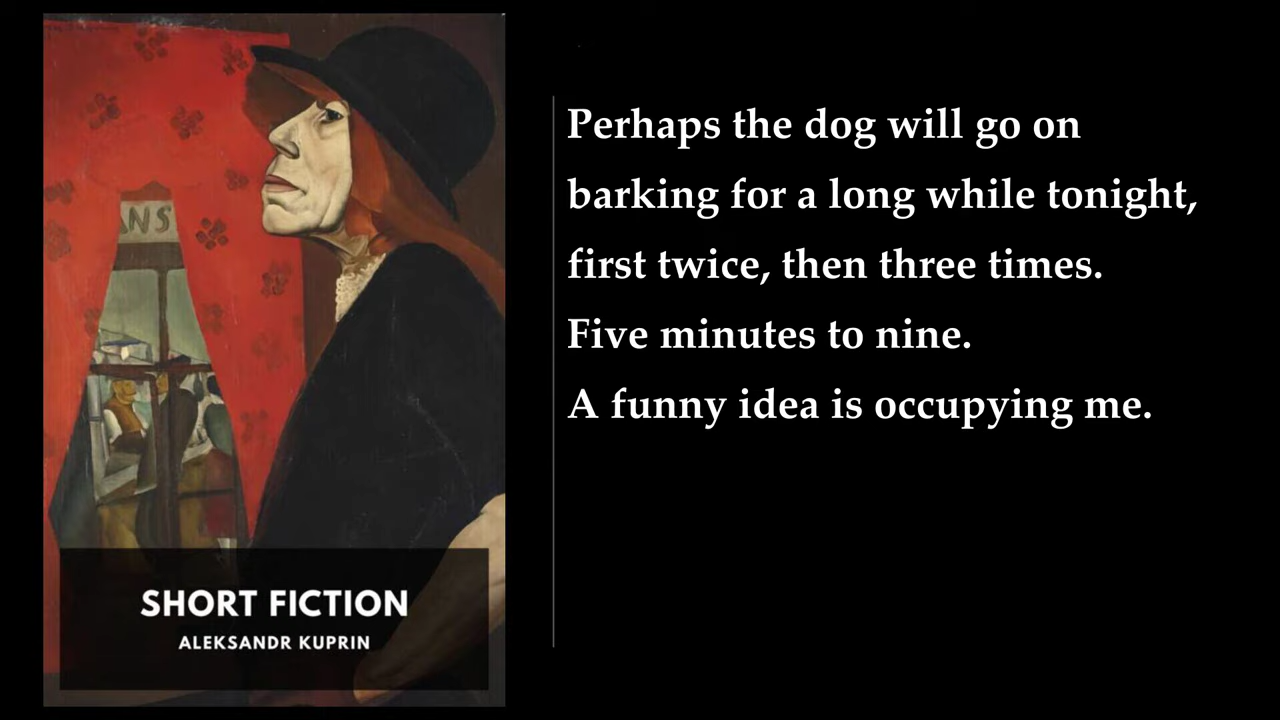 ANS
SHORT FICTION
ALEKSANDR KUPRIN
Perhaps the dog will go on
barking for a long while tonight,
first twice, then three times.
Five minutes to nine.
A funny idea is occupying me.